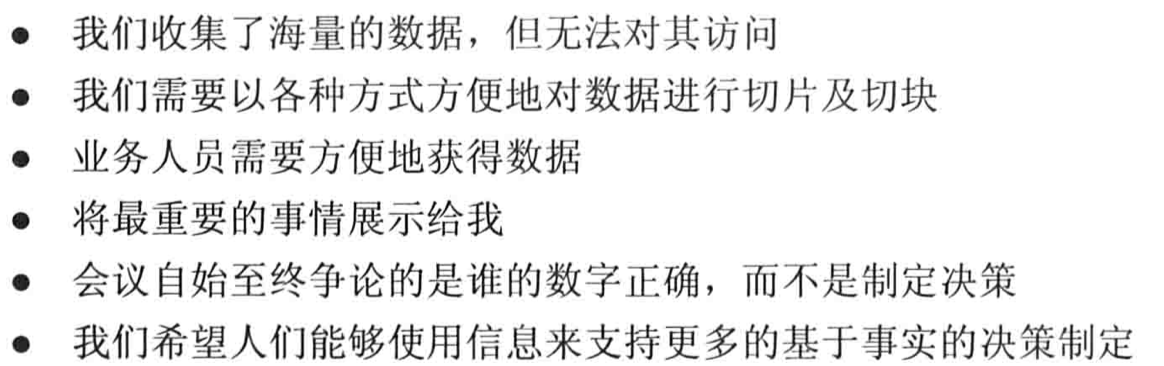 ● 我们收集了海量的数据，但无法对其访问
● 我们需要以各种方式方便地对数据进行切片及切块
● 业务人员需要方便地获得数据
● 将最重要的事情展示给我
● 会议自始至终争论的是谁的数字正确，而不是制定决策
● 我们希望人们能够使用信息来支持更多的基于事实的决策制定